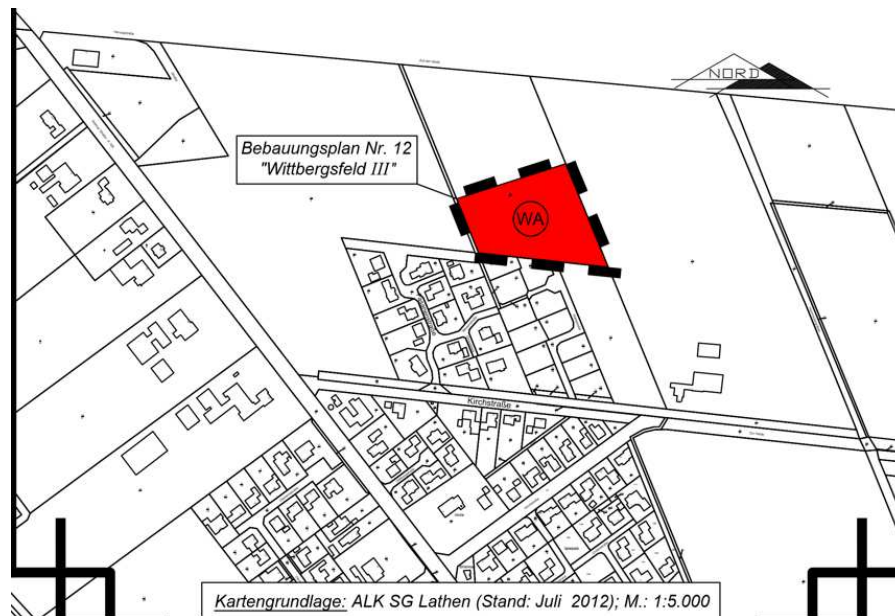 NORD
Bebauungsplan Nr. 12
"Wittbergsfeld III"
WA
Kirchstraße
Kartengrundlage: ALK SG Lathen (Stand: Juli 2012); M.: 1:5.000